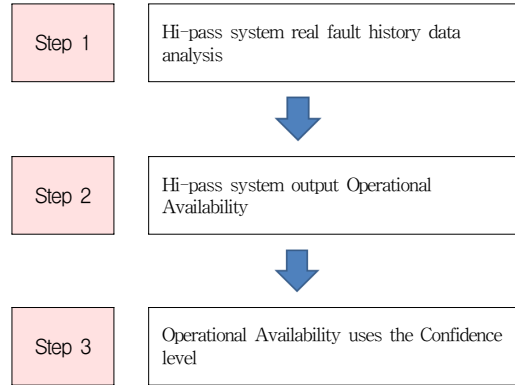 Step 1
Hi-pass system real fault history data
analysis
Step 2
Hi-pass system output Operational
Availability
Step 3
Operational Availability uses the Confidence
level